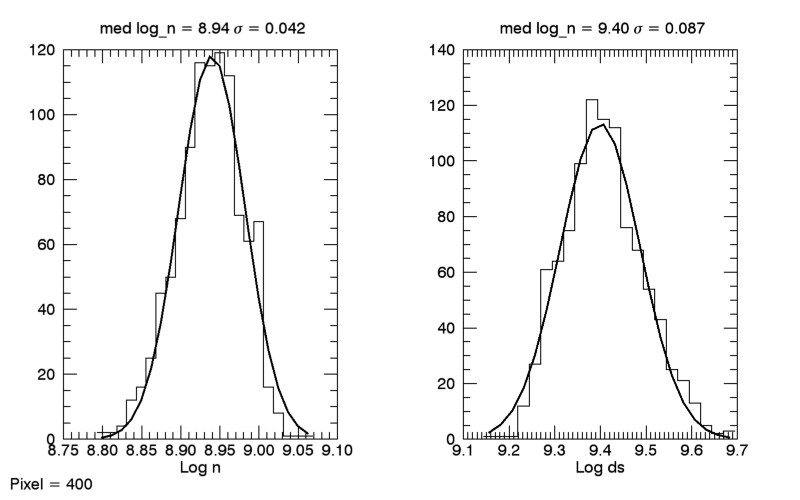 med log_n = 8.94 σ = 0.042
120
100
80
60
40
20
0
8.75 8.80 8.85 8.90 8.95 9.00 9.05 9.10
Log n
med log_n = 9.40 σ = 0.087
140
120
100
80
60
40
20
0
9.1 9.2 9.3 9.4 9.5 9.6 9.7
Log ds
Pixel = 400